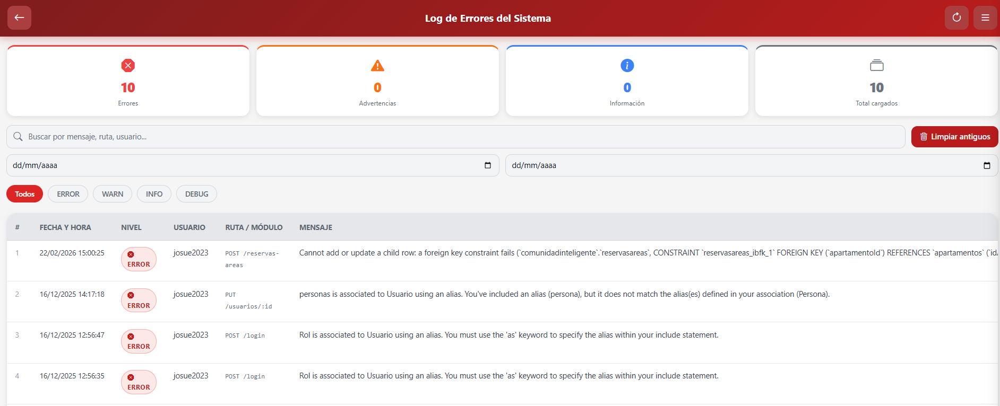 Log de Errores del Sistema
10
Errores
0
Advertencias
0
Información
10
Total cargados
Buscar por mensaje, ruta, usuario...
Limpiar antiguos
dd/mm/aaaa
dd/mm/aaaa
Todos
ERROR
WARN
INFO
DEBUG
# FECHA Y HORA NIVEL USUARIO RUTA / MÓDULO MENSAJE
1 22/02/2026 15:00:25 ERROR josue2023 POST /reservas-
areas
Cannot add or update a child row: a foreign key constraint fails (`comunidadinteligente`.`reservasareas`, CONSTRAINT `reservasareas_ibfk_1` FOREIGN KEY (`apartamentoId`) REFERENCES `apartamentos` (`id
2 16/12/2025 14:17:18 ERROR josue2023 PUT
/usuarios/:id
personas is associated to Usuario using an alias. You've included an alias (persona), but it does not match the alias(es) defined in your association (Persona).
3 16/12/2025 12:56:47 ERROR josue2023 POST /login Rol is associated to Usuario using an alias. You must use the 'as' keyword to specify the alias within your include statement.
4 16/12/2025 12:56:35 ERROR josue2023 POST /login Rol is associated to Usuario using an alias. You must use the 'as' keyword to specify the alias within your include statement.